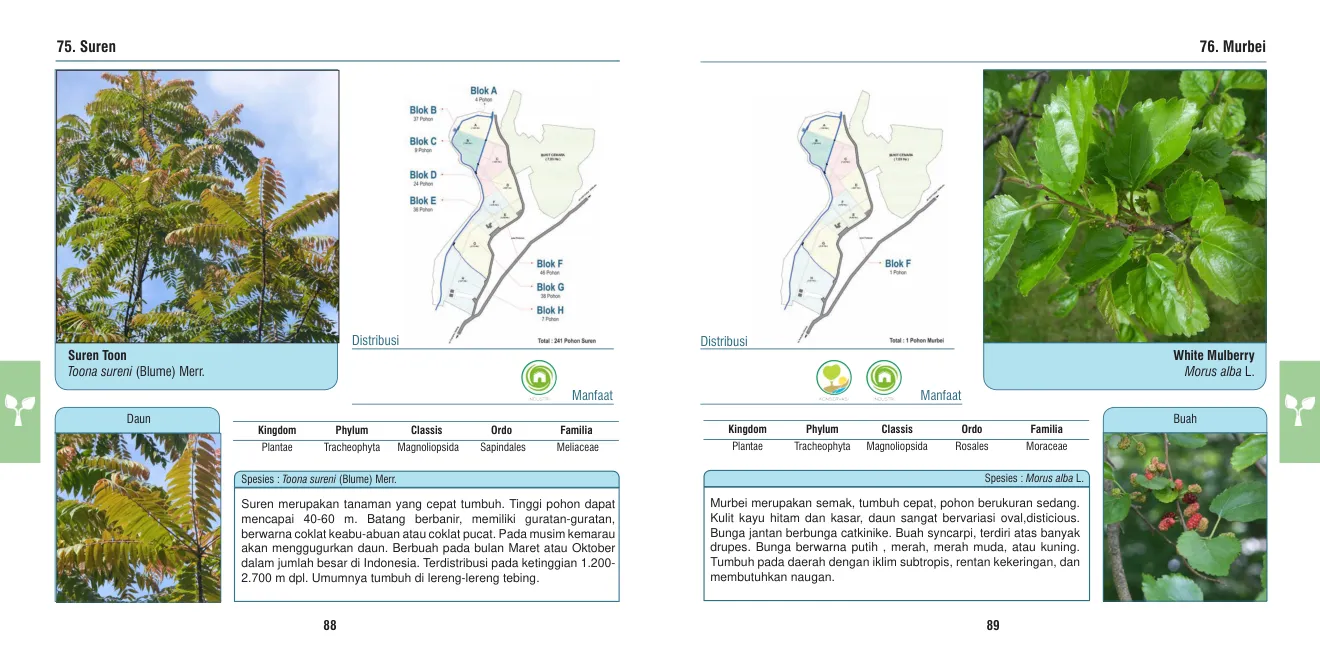 75. Suren
Blok A
4 Pohon
Blok B
37 Pohon
Blok C
9 Pohon
Blok D
24 Pohon
Blok E
36 Pohon
Blok F
46 Pohon
Blok G
38 Pohon
Blok H
7 Pohon
Total : 241 Pohon Suren
Distribusi
Suren Toon
Toona sureni (Blume) Merr.
INDUSTRI
Manfaat
Daun
Kingdom Phylum Classis Ordo Familia
Plantae Tracheophyta Magnoliopsida Sapindales Meliaceae
Spesies : Toona sureni (Blume) Merr.
Suren merupakan tanaman yang cepat tumbuh. Tinggi pohon dapat
mencapai 40-60 m. Batang berbanir, memiliki guratan-guratan,
berwarna coklat keabu-abuan atau coklat pucat. Pada musim kemarau
akan menggugurkan daun. Berbuah pada bulan Maret atau Oktober
dalam jumlah besar di Indonesia. Terdistribusi pada ketinggian 1.200-
2.700 m dpl. Umumnya tumbuh di lereng-lereng tebing.
88
76. Murbei
Blok F
1 Pohon
Total : 1 Pohon Murbei
Distribusi
White Mulberry
Morus alba L.
KONSERVASI
INDUSTRI
Manfaat
Kingdom Phylum Classis Ordo Familia
Plantae Tracheophyta Magnoliopsida Rosales Moraceae
Buah
Spesies : Morus alba L.
Murbei merupakan semak, tumbuh cepat, pohon berukuran sedang.
Kulit kayu hitam dan kasar, daun sangat bervariasi oval,disticious.
Bunga jantan berbunga catkinike. Buah syncarpi, terdiri atas banyak
drupes. Bunga berwarna putih , merah, merah muda, atau kuning.
Tumbuh pada daerah dengan iklim subtropis, rentan kekeringan, dan
membutuhkan naugan.
89